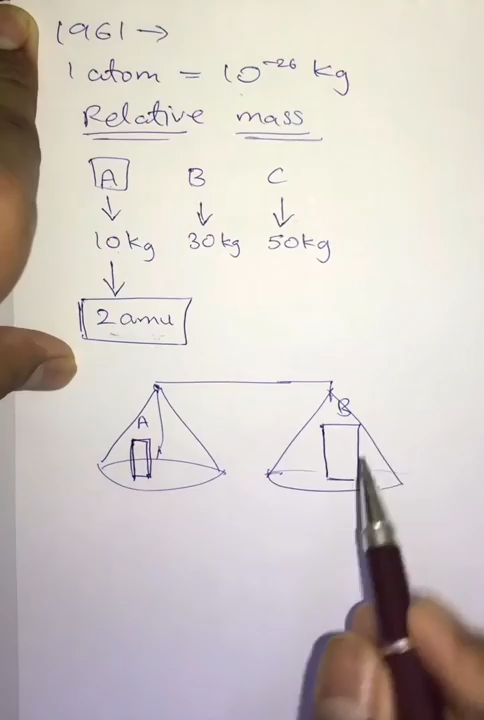 1961 →
1 atom = 10⁻²⁶ kg
Relative mass
A B C
↓ ↓ ↓
10kg 30kg 50kg
↓
2 amu
A B